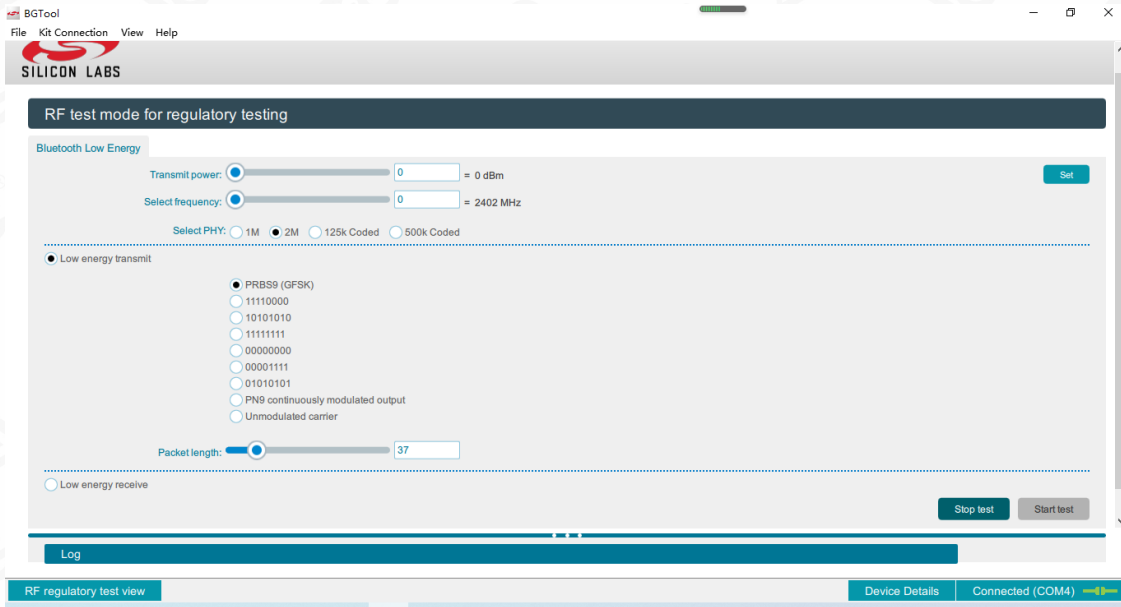 BGTool
File Kit Connection View Help
SILICON LABS
RF test mode for regulatory testing
Bluetooth Low Energy
Transmit power: 0 = 0 dBm
Set
Select frequency: 0 = 2402 MHz
Select PHY: 1M 2M 125k Coded 500k Coded
Low energy transmit
PRBS9 (GFSK)
11110000
10101010
11111111
00000000
00001111
01010101
PN9 continuously modulated output
Unmodulated carrier
Packet length: 37
Low energy receive
Stop test Start test
Log
RF regulatory test view Device Details Connected (COM4)